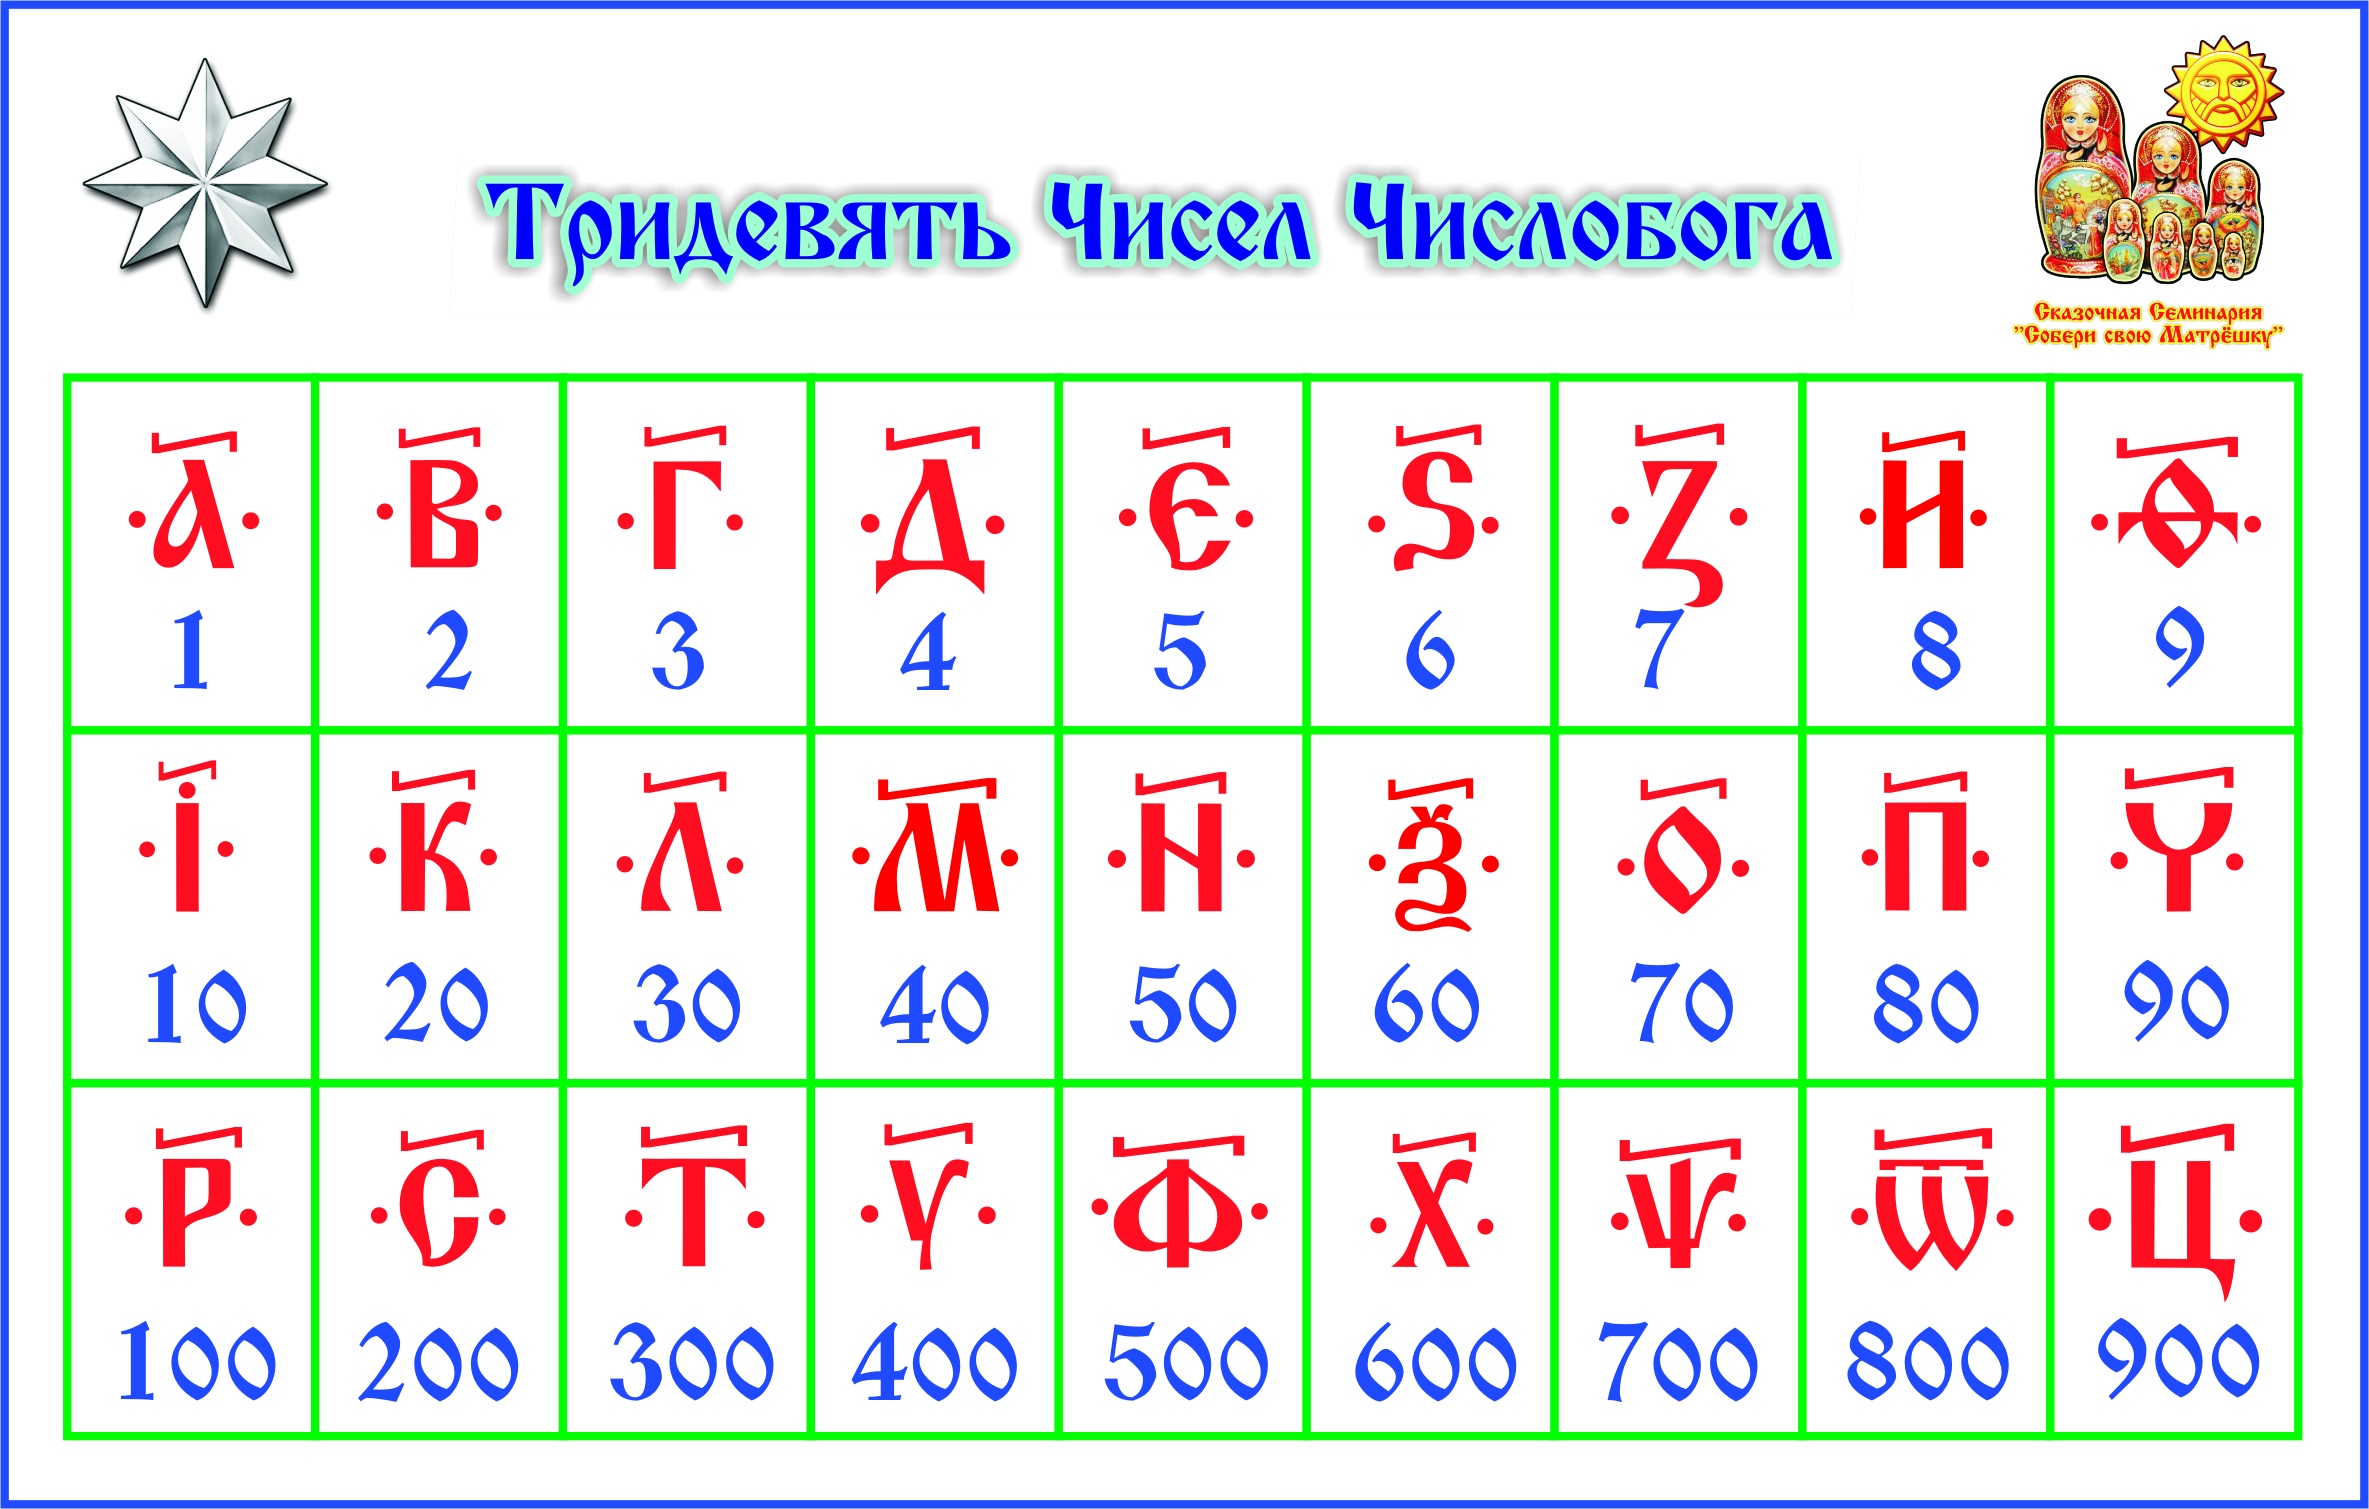 Тридевять Чисел Числобога
Сказочная Семинария
"Собери свою Матрёшку"
·А҃· ·В҃· ·Г҃· ·Д҃· ·Є҃· ·Ѕ҃· ·Z҃· ·И҃· ·Ѳ҃·
1 2 3 4 5 6 7 8 9
·І҃· ·К҃· ·Л҃· ·М҃· ·Н҃· ·Ѯ҃· ·О҃· ·П҃· ·Ҁ҃·
10 20 30 40 50 60 70 80 90
·Р҃· ·С҃· ·Т҃· ·Ѵ҃· ·Ф҃· ·Х҃· ·Ѱ҃· ·Ѿ҃· ·Ц҃·
100 200 300 400 500 600 700 800 900